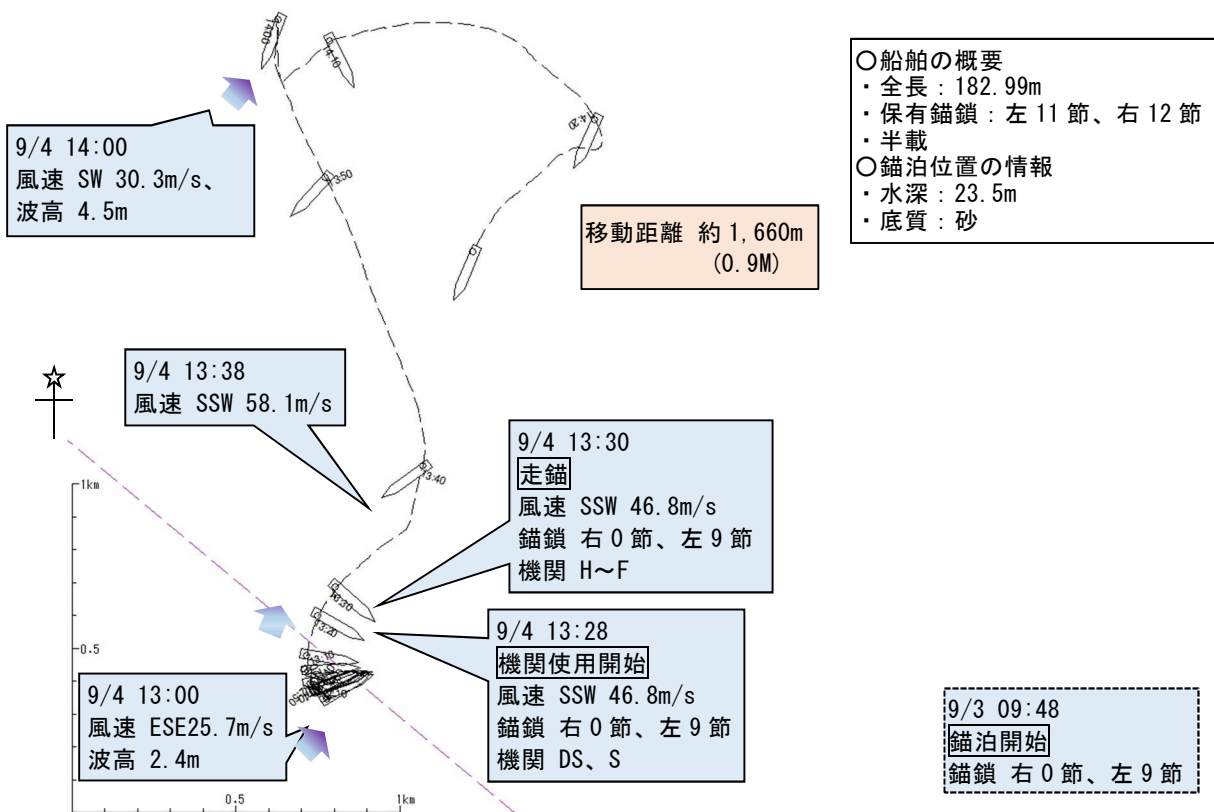 ○船舶の概要
・全長：182.99m
・保有錨鎖：左 11 節、右 12 節
・半載
○錨泊位置の情報
・水深：23.5m
・底質：砂
14:00
14:10
9/4 14:00
風速 SW 30.3m/s、
波高 4.5m
14:20
13:50
移動距離 約 1,660m
(0.9M)
9/4 13:38
風速 SSW 58.1m/s
13:40
9/4 13:30
走錨
風速 SSW 46.8m/s
錨鎖 右 0 節、左 9 節
機関 H～F
1km
13:30
13:20
9/4 13:28
機関使用開始
風速 SSW 46.8m/s
錨鎖 右 0 節、左 9 節
機関 DS、S
0.5
9/4 13:00
風速 ESE25.7m/s
波高 2.4m
9/3 09:48
錨泊開始
錨鎖 右 0 節、左 9 節
0.5
1km